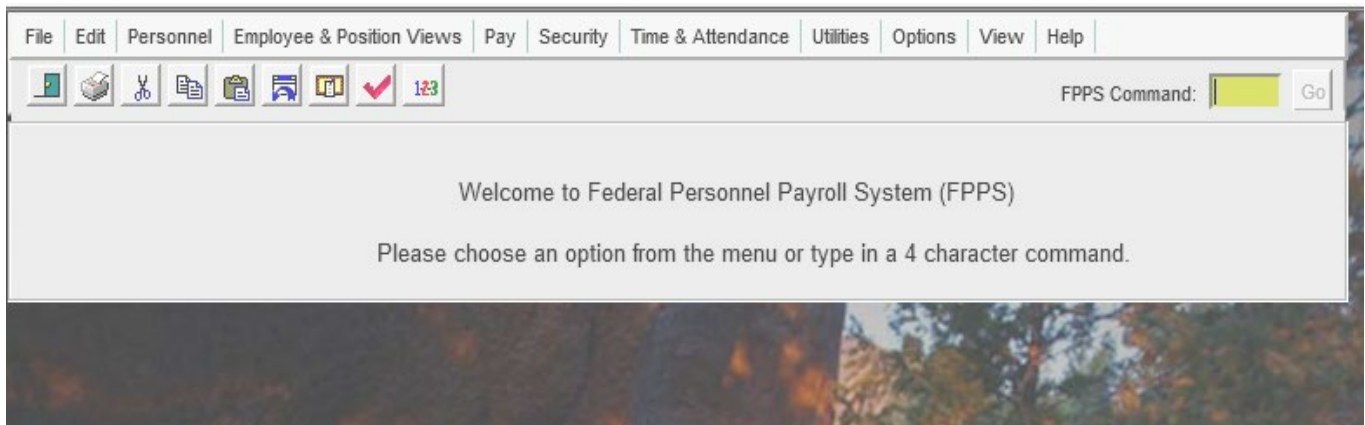 File Edit Personnel Employee & Position Views Pay Security Time & Attendance Utilities Options View Help
123
FPPS Command: Go
Welcome to Federal Personnel Payroll System (FPPS)
Please choose an option from the menu or type in a 4 character command.